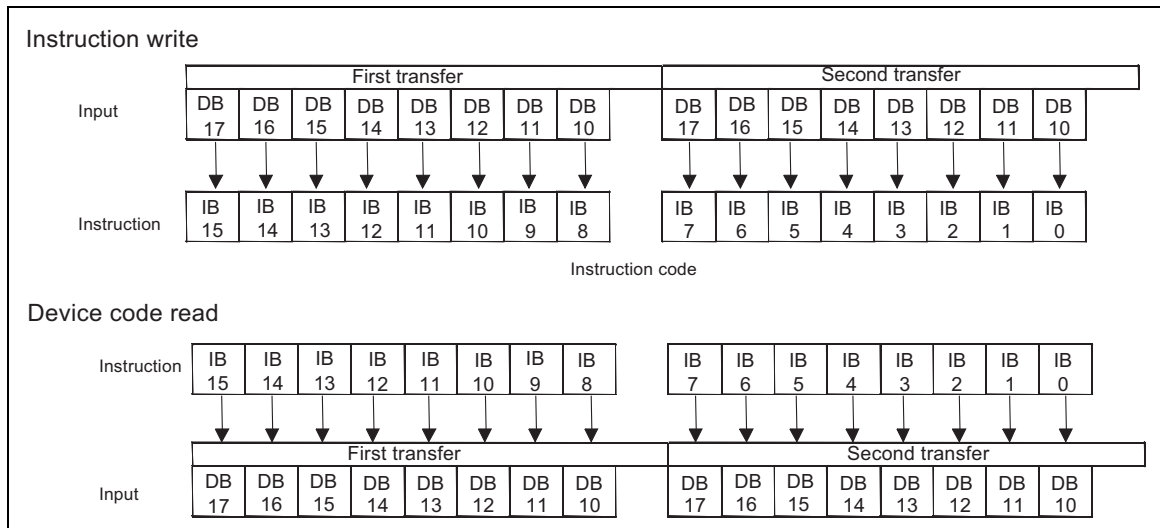 Instruction write
First transfer Second transfer
Input DB 17 DB 16 DB 15 DB 14 DB 13 DB 12 DB 11 DB 10 DB 17 DB 16 DB 15 DB 14 DB 13 DB 12 DB 11 DB 10
Instruction IB 15 IB 14 IB 13 IB 12 IB 11 IB 10 IB 9 IB 8 IB 7 IB 6 IB 5 IB 4 IB 3 IB 2 IB 1 IB 0
Instruction code
Device code read
Instruction IB 15 IB 14 IB 13 IB 12 IB 11 IB 10 IB 9 IB 8 IB 7 IB 6 IB 5 IB 4 IB 3 IB 2 IB 1 IB 0
First transfer Second transfer
Input DB 17 DB 16 DB 15 DB 14 DB 13 DB 12 DB 11 DB 10 DB 17 DB 16 DB 15 DB 14 DB 13 DB 12 DB 11 DB 10